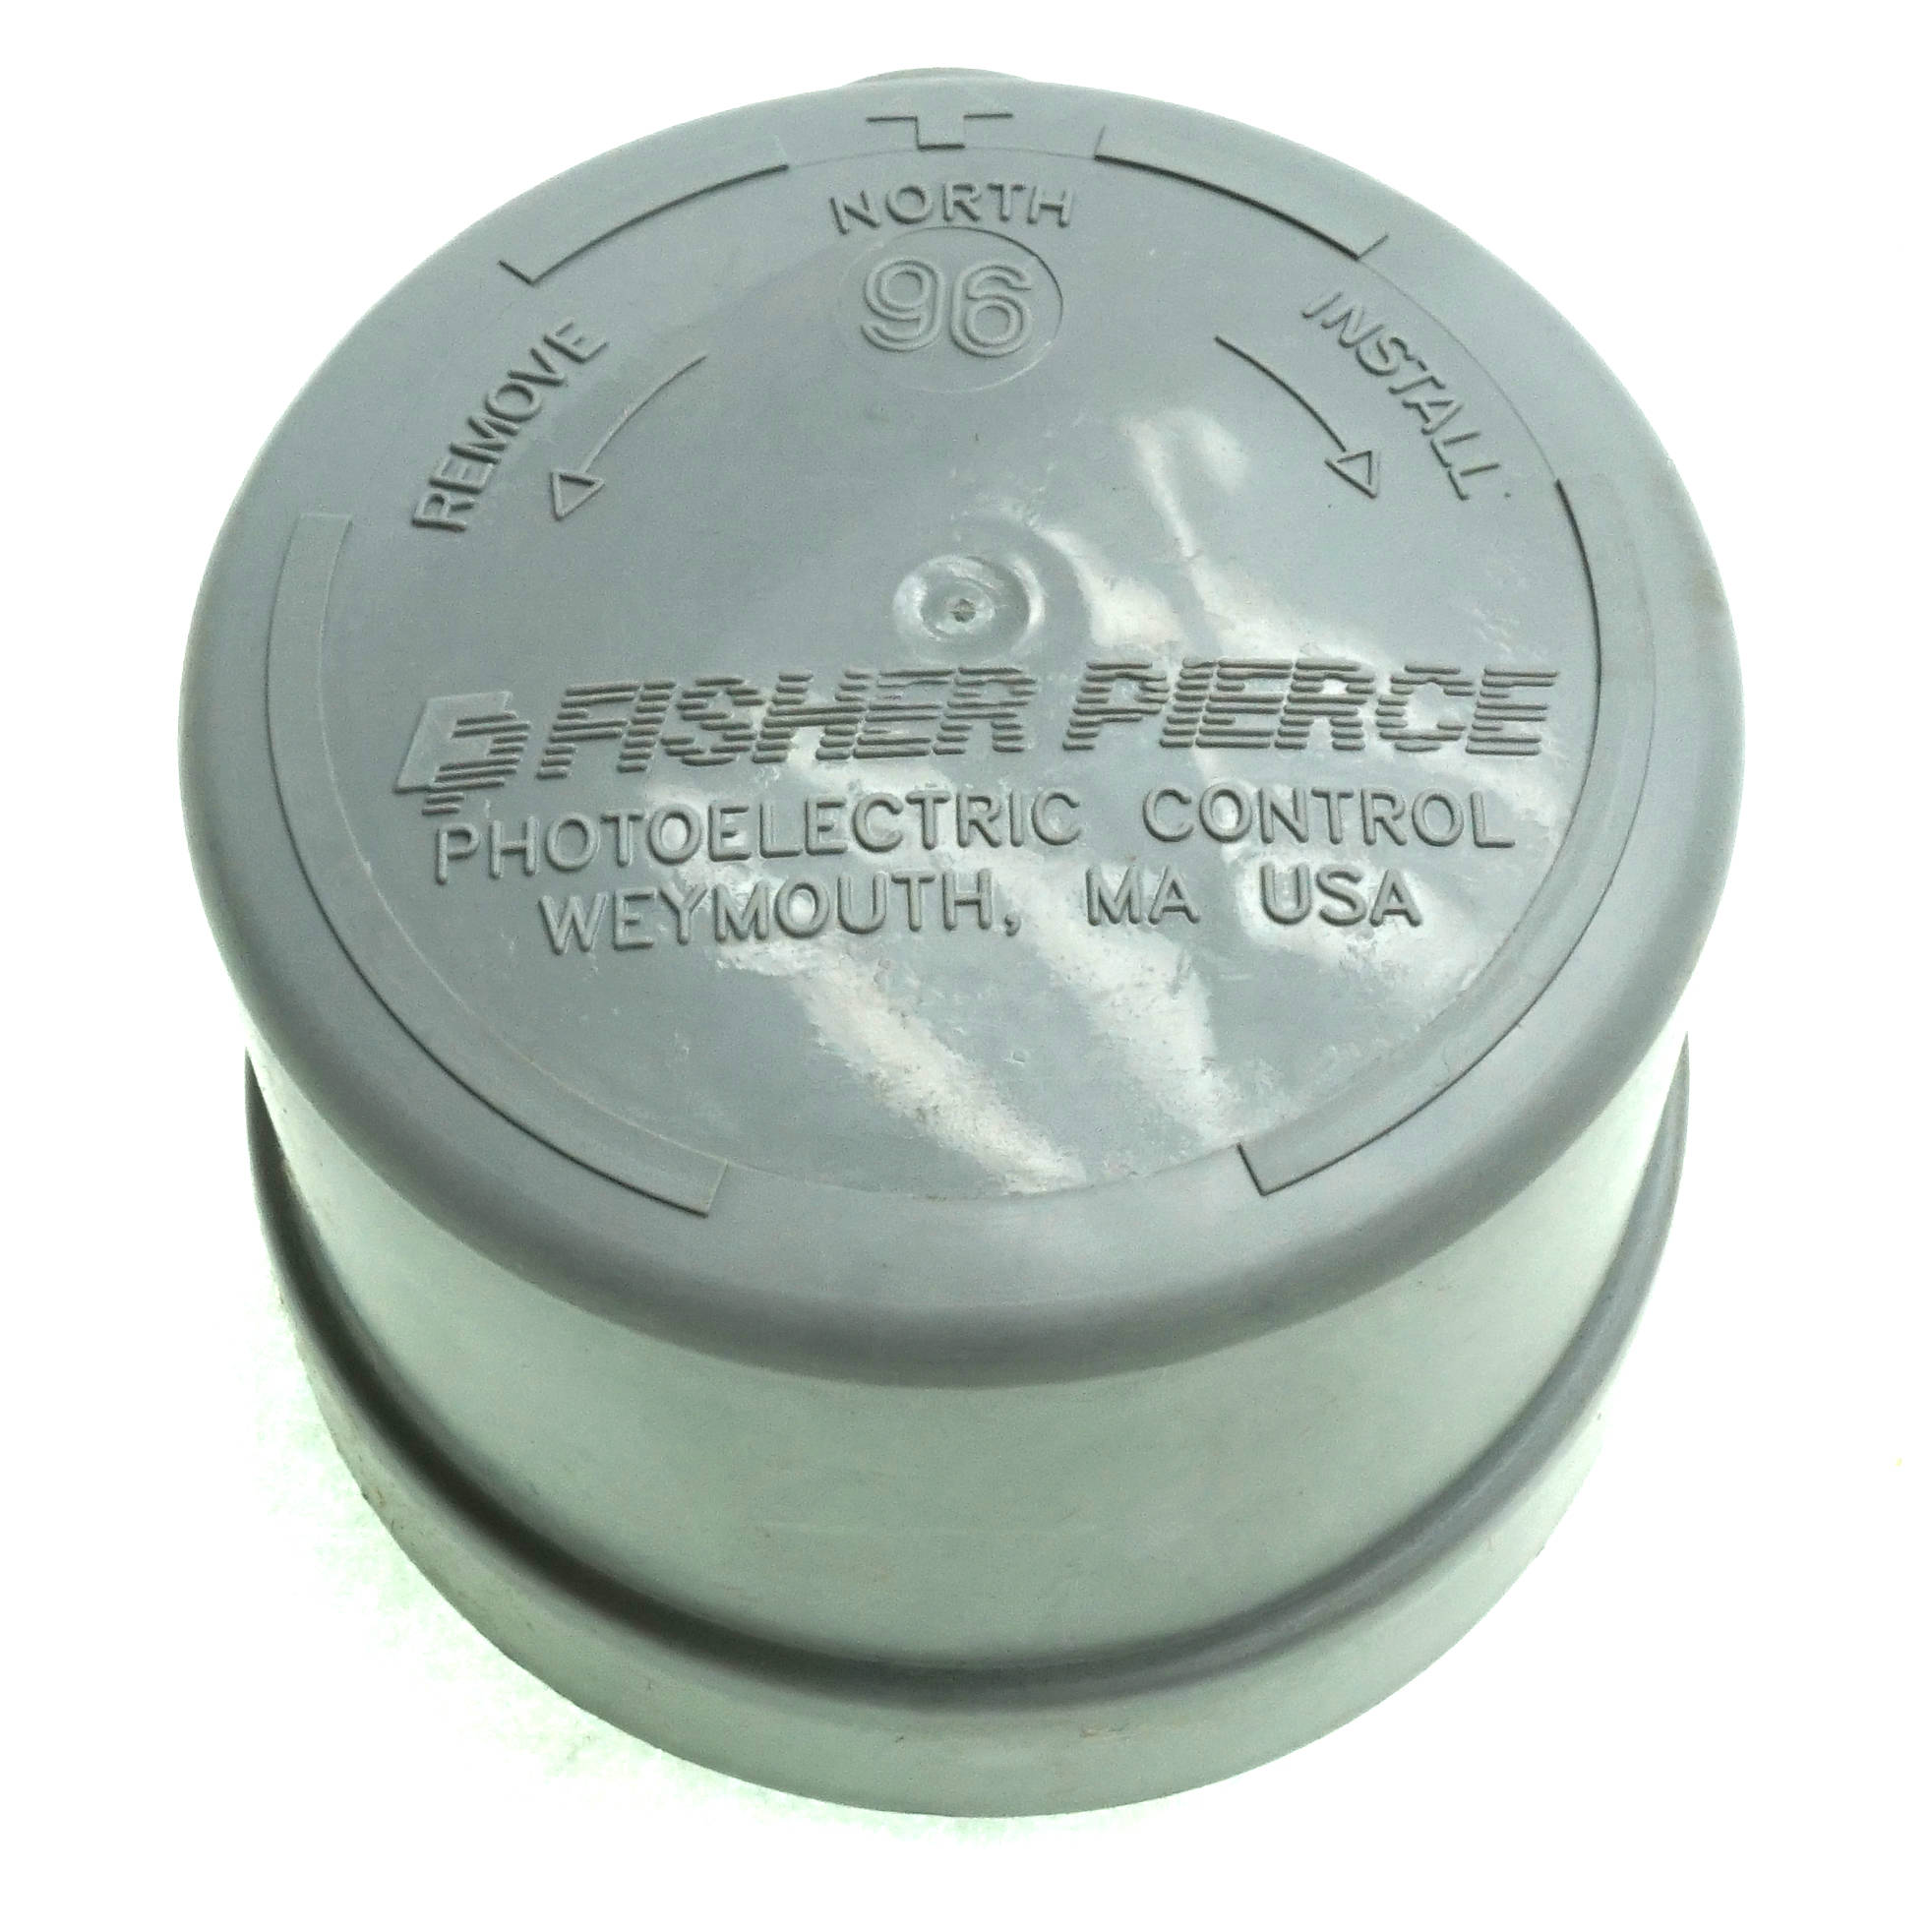 NORTH
96
REMOVE
INSTALL
FISHER PIERCE
PHOTOELECTRIC CONTROL
WEYMOUTH, MA USA